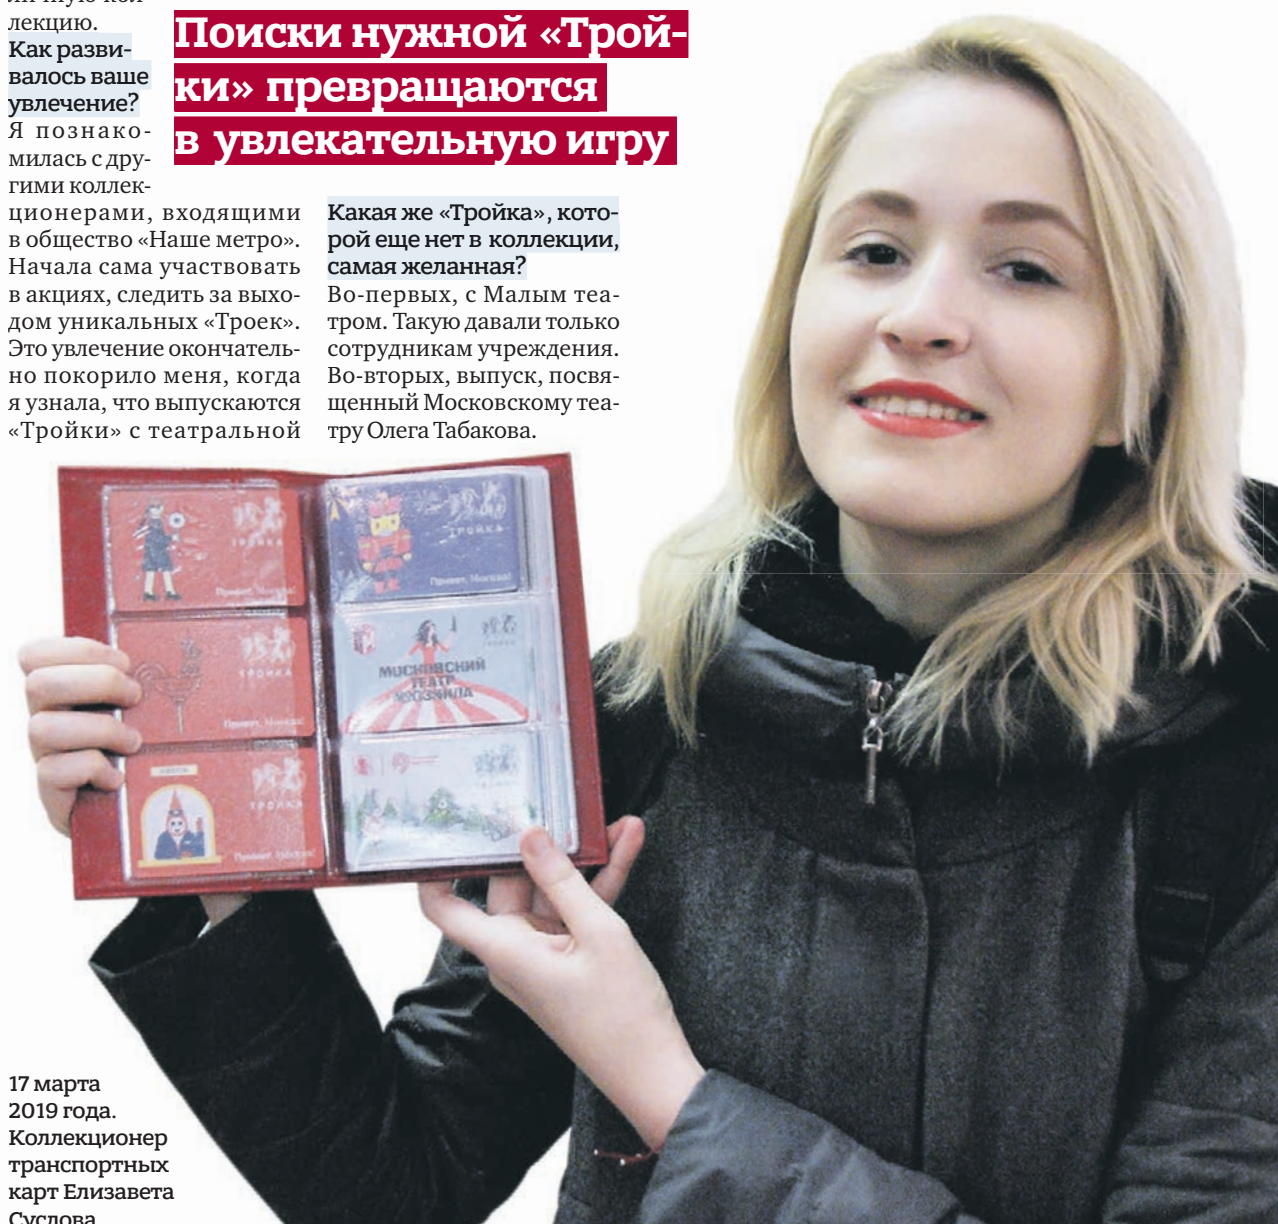 лекцию.
Как разви-
валось ваше
увлечение?
Я познако-
милась с дру-
гими коллек-
ционерами, входящими
в общество «Наше метро».
Начала сама участвовать
в акциях, следить за выхо-
дом уникальных «Троек».
Это увлечение окончатель-
но покорило меня, когда
я узнала, что выпускаются
«Тройки» с театральной
Поиски нужной «Трой-
ки» превращаются
в увлекательную игру
Какая же «Тройка», кото-
рой еще нет в коллекции,
самая желанная?
Во-первых, с Малым теа-
тром. Такую давали только
сотрудникам учреждения.
Во-вторых, выпуск, посвя-
щенный Московскому теа-
тру Олега Табакова.
ТРОЙКА
Привет, Москва!
ТРОЙКА
Привет, Москва!
ТРОЙКА
Привет, Москва!
ТРОЙКА
Привет, Москва!
МОСКОВСКИЙ
ТЕАТР
17 марта
2019 года.
Коллекционер
транспортных
карт Елизавета
Суслова